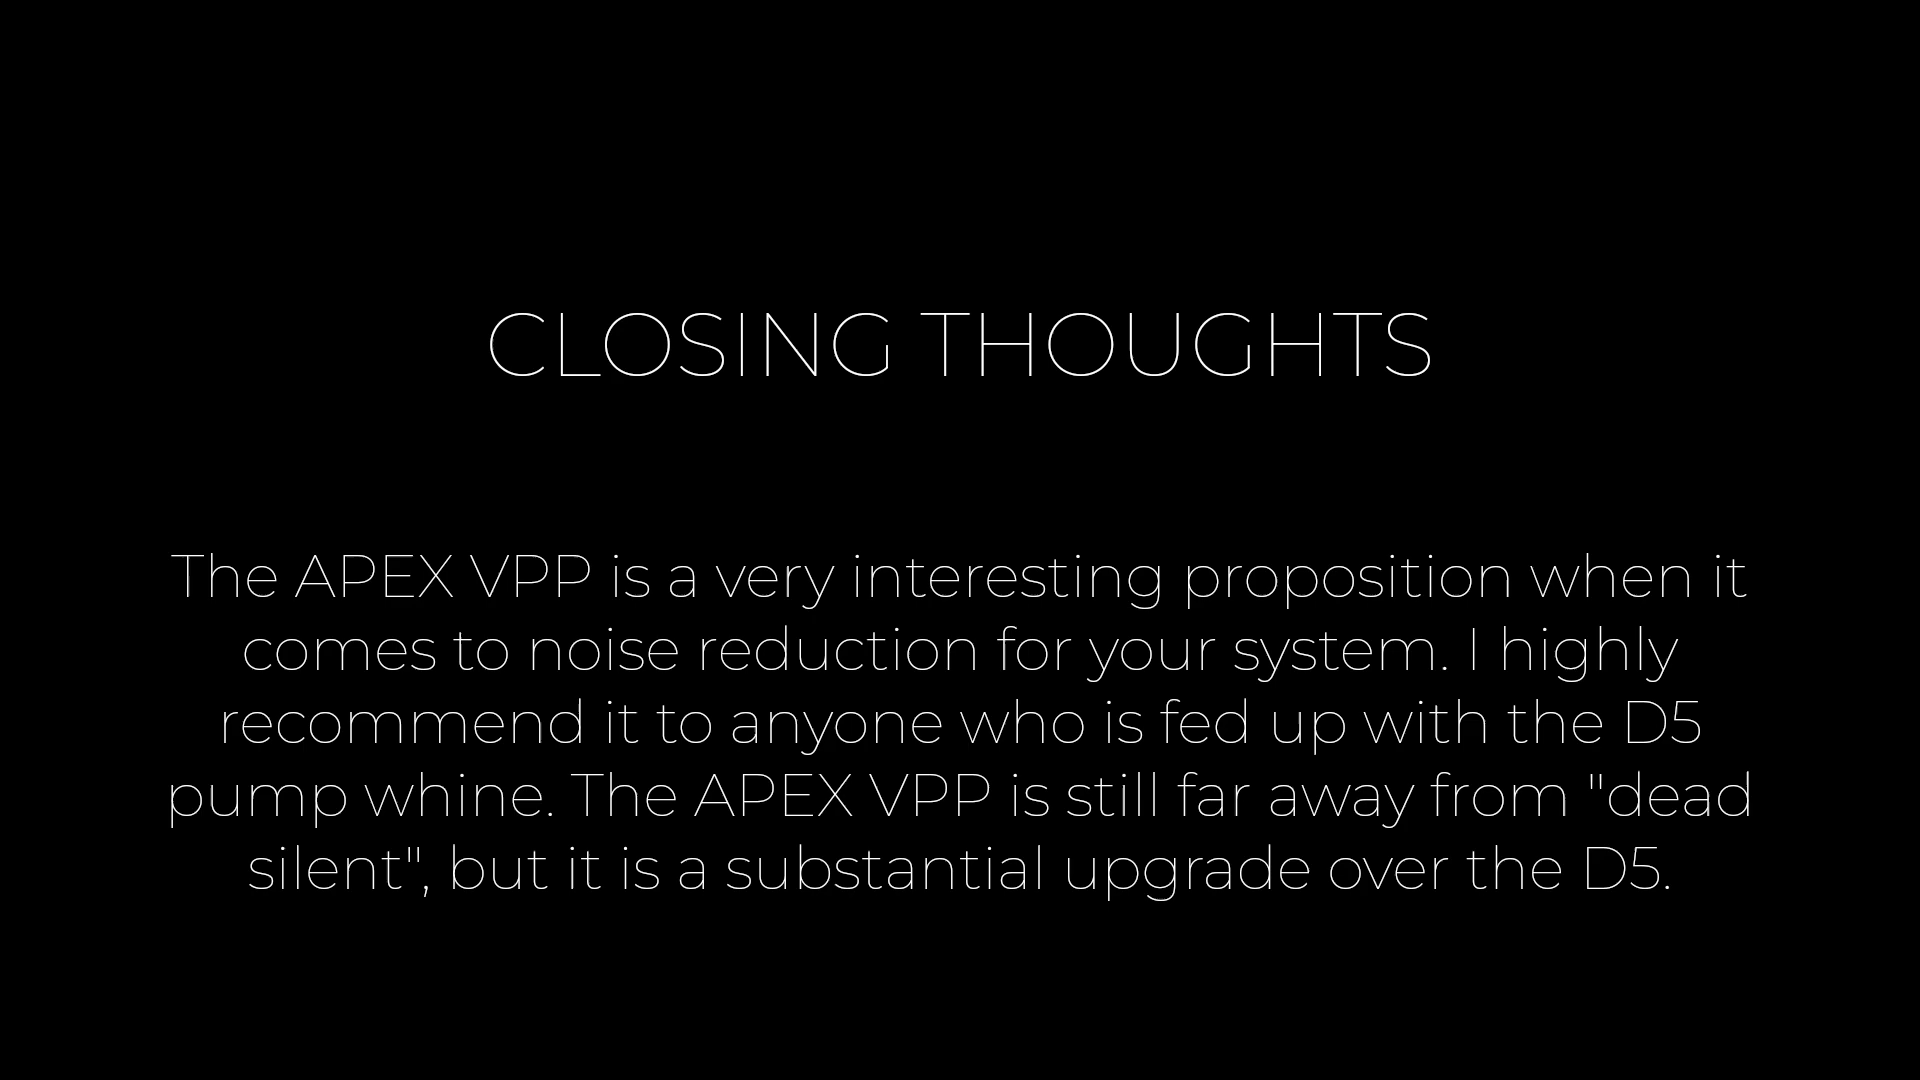 CLOSING THOUGHTS
The APEX VPP is a very interesting proposition when it
comes to noise reduction for your system. I highly
recommend it to anyone who is fed up with the D5
pump whine. The APEX VPP is still far away from "dead
silent", but it is a substantial upgrade over the D5.